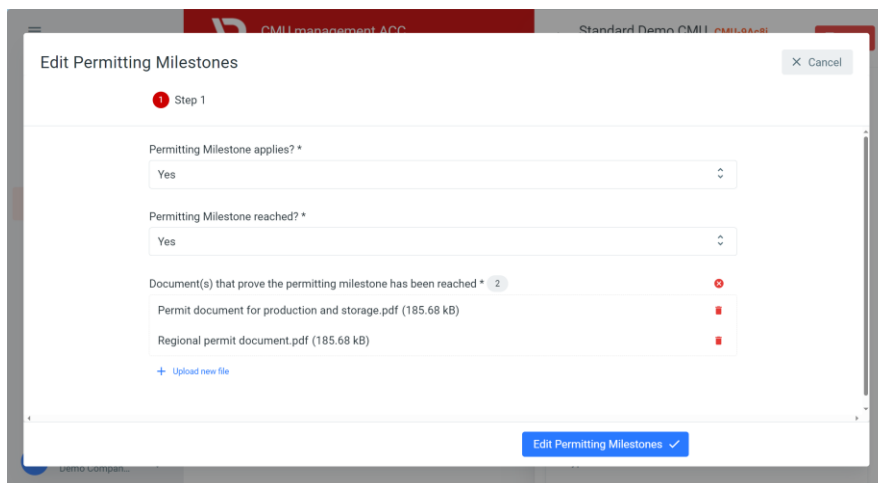 CMU management ACC
Standard Demo CMU
Edit Permitting Milestones
Cancel
1 Step 1
Permitting Milestone applies? *
Yes
Permitting Milestone reached? *
Yes
Document(s) that prove the permitting milestone has been reached * 2
Permit document for production and storage.pdf (185.68 kB)
Regional permit document.pdf (185.68 kB)
+ Upload new file
Edit Permitting Milestones
Demo Compan...